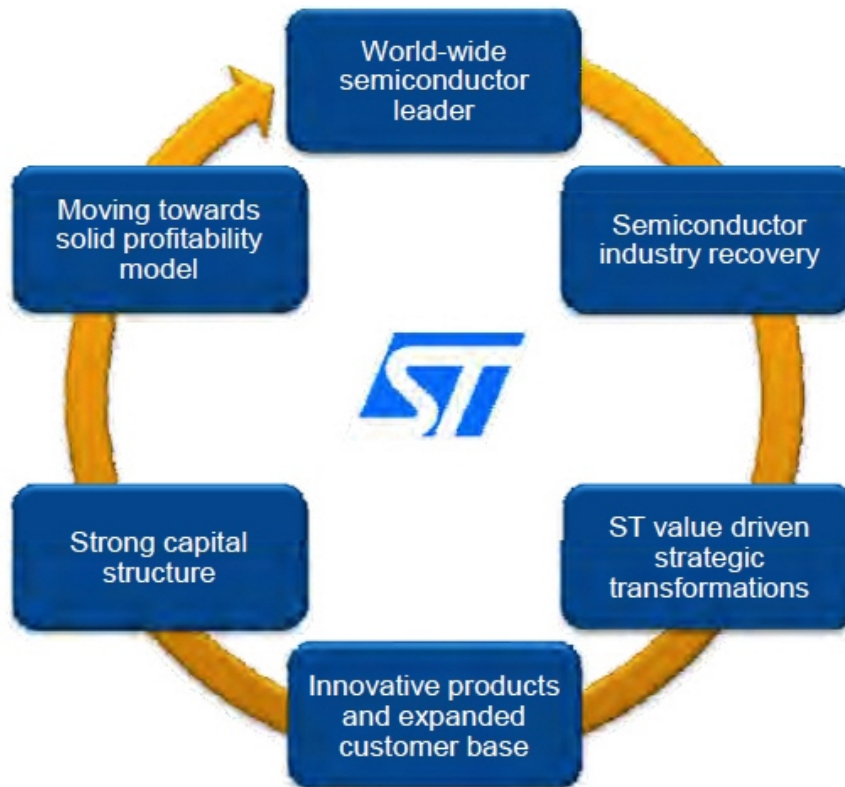 World-wide
semiconductor
leader
Semiconductor
industry recovery
ST value driven
strategic
transformations
Innovative products
and expanded
customer base
Strong capital
structure
Moving towards
solid profitability
model
ST